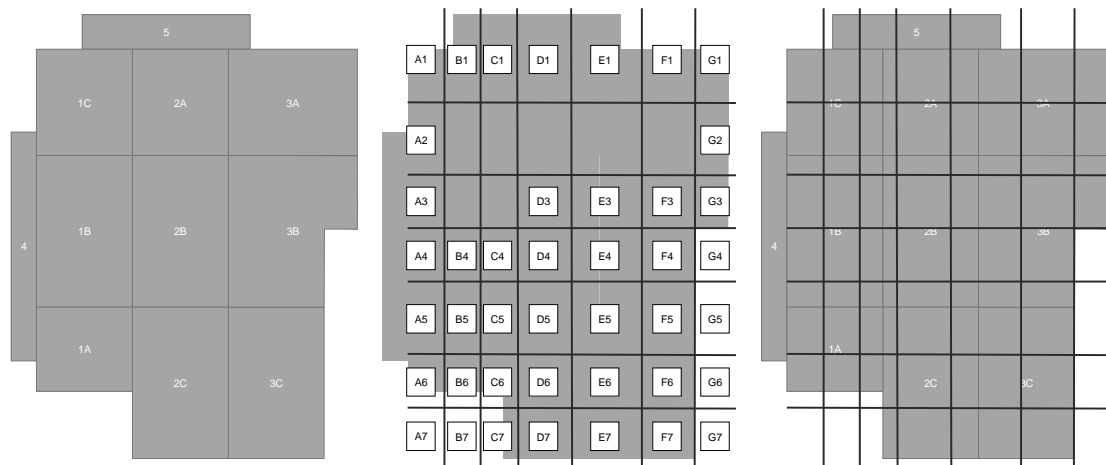 5
1C 2A 3A
1B 2B 3B
4
1A
2C 3C
A1 B1 C1 D1 E1 F1 G1
A2 G2
A3 D3 E3 F3 G3
A4 B4 C4 D4 E4 F4 G4
A5 B5 C5 D5 E5 F5 G5
A6 B6 C6 D6 E6 F6 G6
A7 B7 C7 D7 E7 F7 G7
5
1C 2A 3A
1B 2B 3B
4
1A
2C 3C